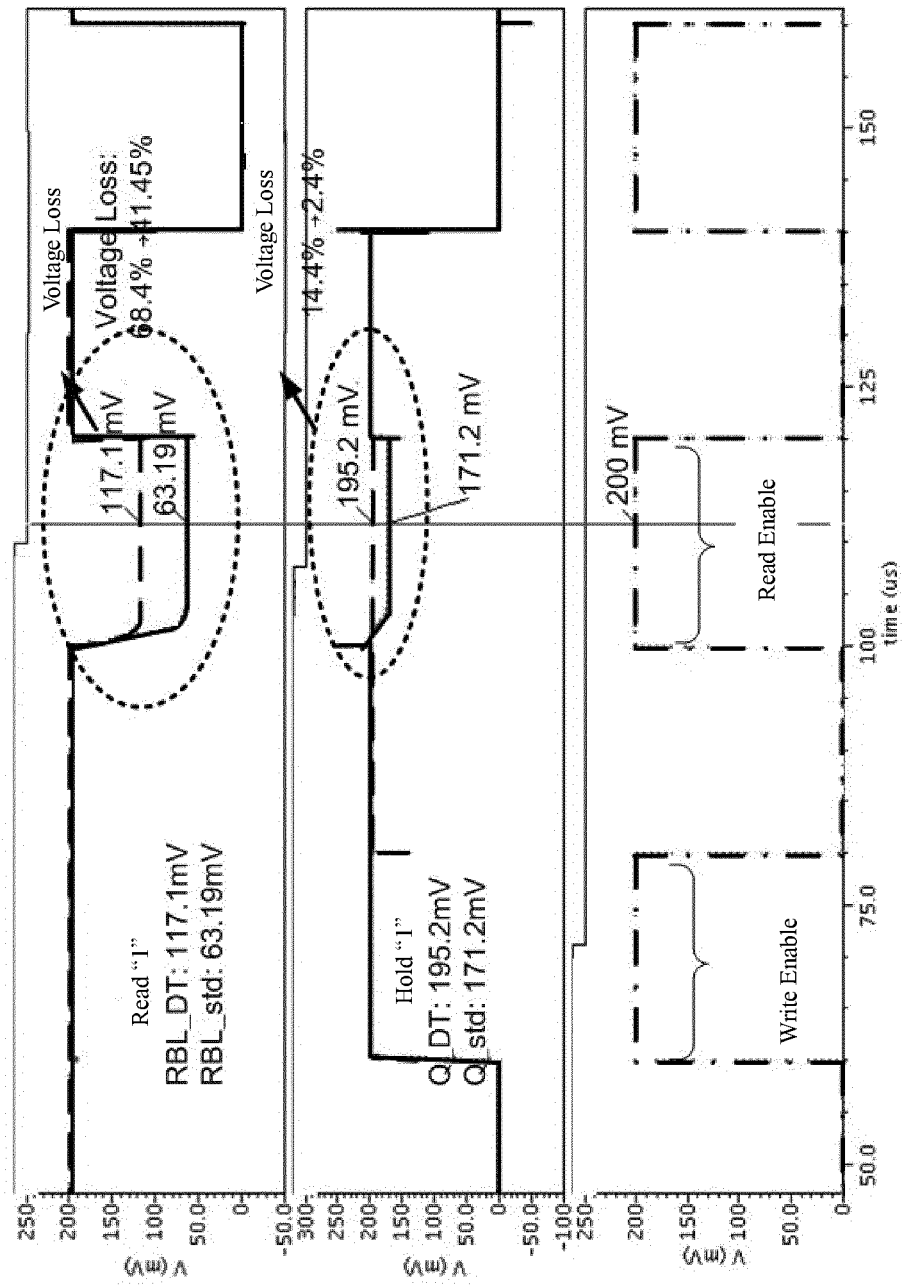 250
200
150
100
50.0
0
-50.0
V (mV)
Read "1"
RBL_DT: 117.1mV
RBL_std: 63.19mV
117.1 mV
63.19 mV
Voltage Loss
Voltage Loss:
68.4% →41.45%
300
250
200
150
100
50.0
0
-50.0
-100
V (mV)
Hold "1"
Q_DT: 195.2mV
Q_std: 171.2mV
195.2 mV
171.2 mV
Voltage Loss
14.4% →2.4%
250
200
150
100
50.0
0
V (mV)
Write Enable
Read Enable
200 mV
50.0
75.0
100
125
150
time (us)